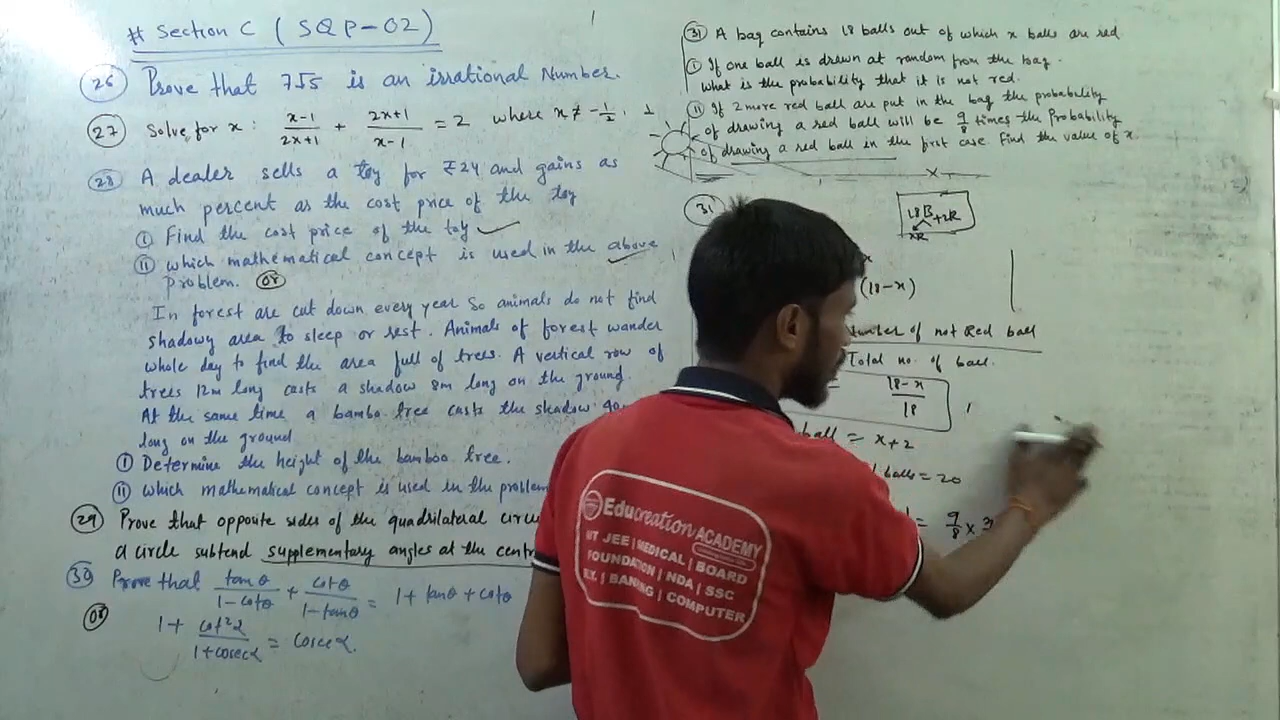 # Section C ( SQP-02)
26 Prove that 7√5 is an irrational Number.
27 Solve for x : (x-1)/(2x+1) + (2x+1)/(x-1) = 2 where x ≠ -1/2, 1
28 A dealer sells a toy for ₹24 and gains as
much percent as the cost price of the toy
(i) Find the cost price of the toy
(ii) which mathematical concept is used in the above
Problem. OR
In forest are cut down every year So animals do not find
shadowy area to sleep or rest. Animals of forest wander
whole day to find the area full of trees. A vertical row of
trees 12m long casts a shadow 8m long on the ground.
At the same time a bambo tree casts the shadow 40
long on the ground
(i) Determine the height of the bamboo tree.
(ii) which mathematical concept is used in the problem
29 Prove that opposite sides of the quadrilateral
a circle subtend supplementary angles at the
30 Prove that tanθ/(1-cotθ) + cotθ/(1-tanθ) = 1+ tanθ + cotθ
OR 1+ cot²α/(1+cosecα) = cosecα.
31 A bag contains 18 balls out of which x balls are red
(i) If one ball is drawn at random from the bag.
what is the probability that it is not red.
(ii) If 2 more red ball are put in the bag the probability
of drawing a red ball will be 9/8 times the Probability
of drawing a red ball in the first case Find the value of x.
31
18B +2R
xR
x
(18-x)
Number of not Red ball
Total no. of ball.
(18-x)/18
ball = x+2
balls = 20
= 9/8 ×
Educreation ACADEMY
IIT JEE | MEDICAL | BOARD
FOUNDATION | NDA | SSC
RLY. | BANKING | COMPUTER